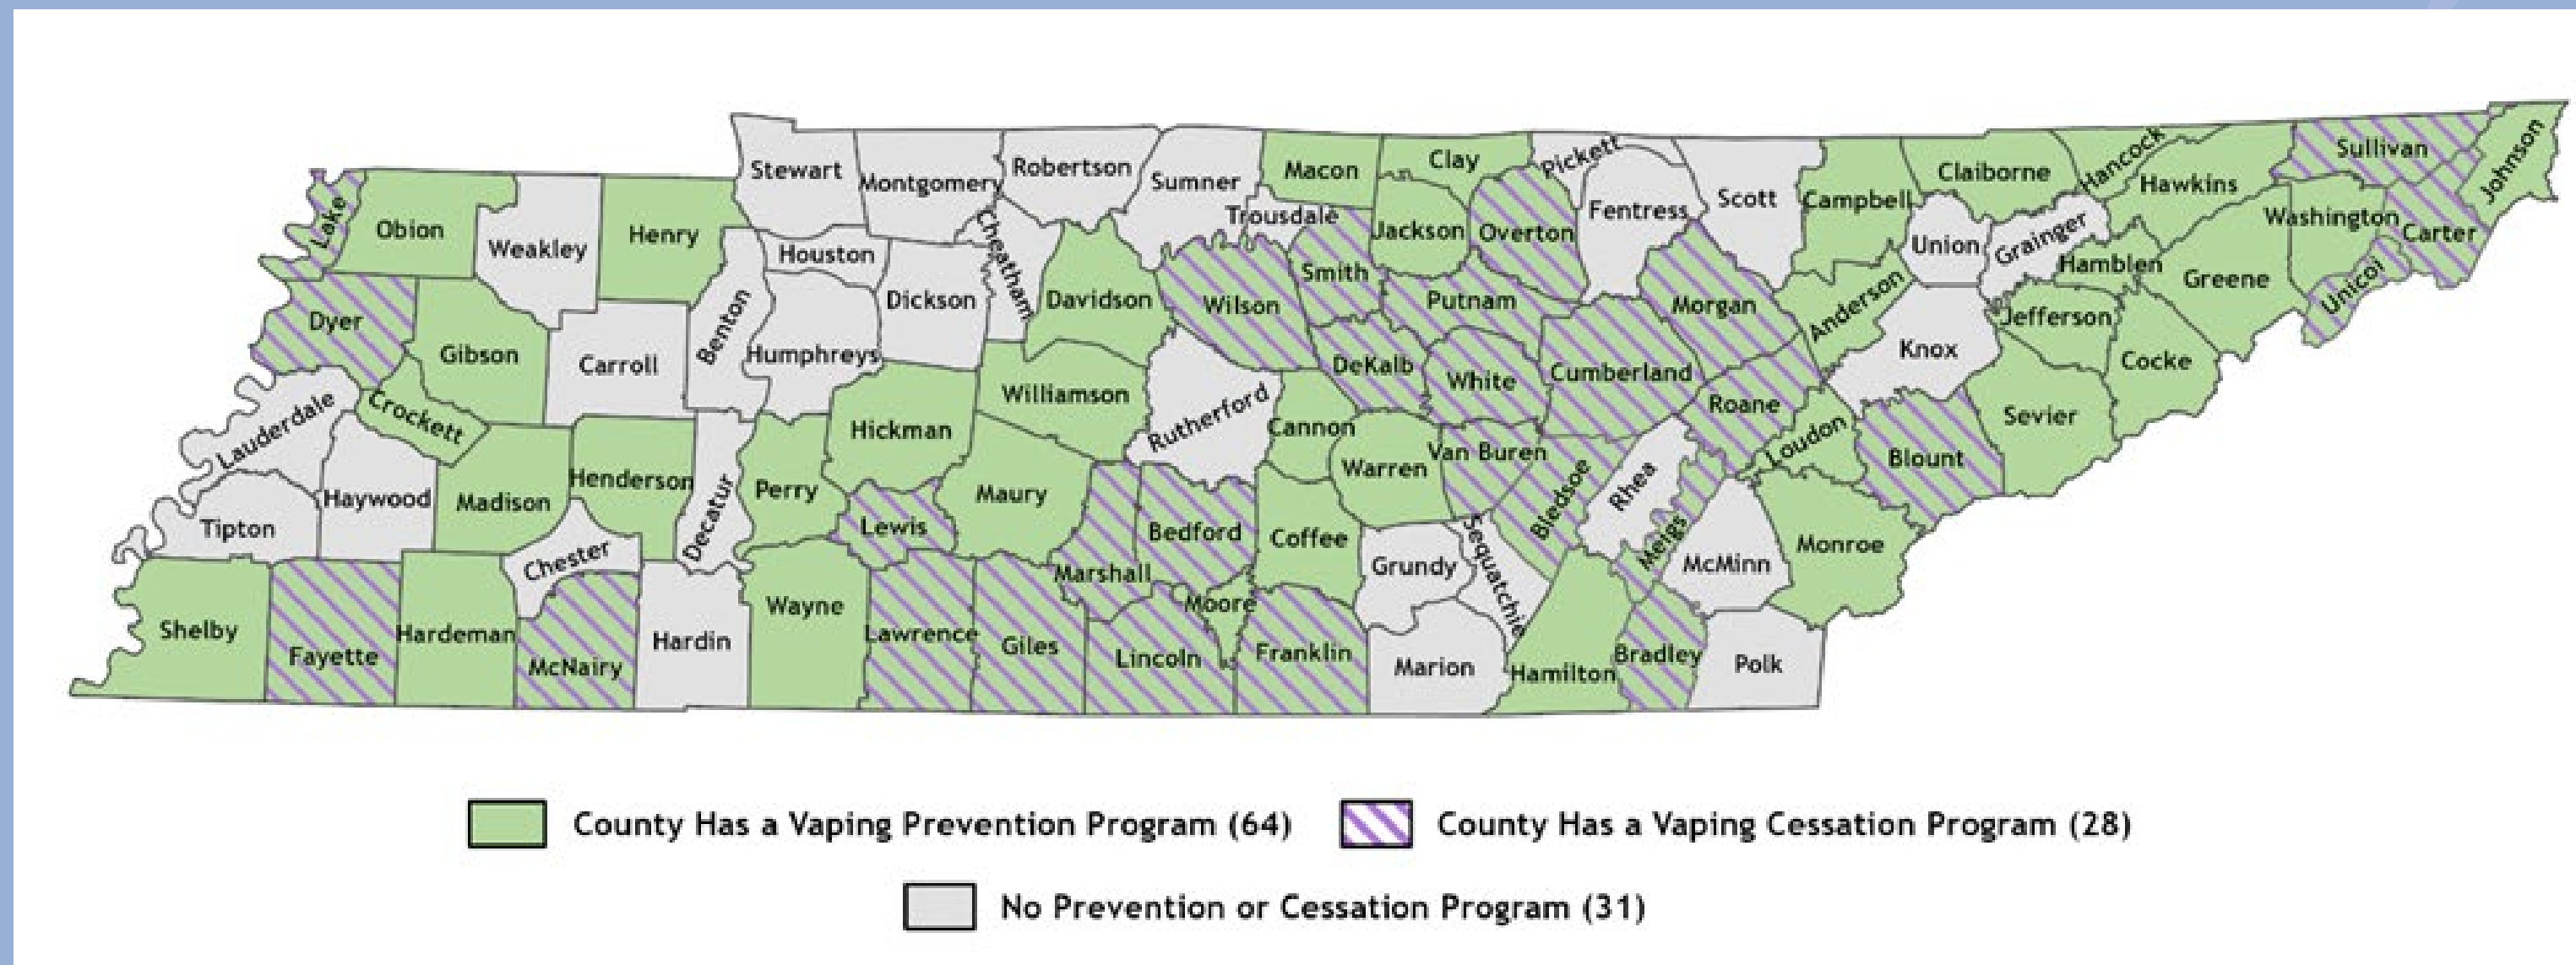 Stewart
Montgomery
Robertson
Sumner
Macon
Clay
Pickett
Fentress
Scott
Campbell
Claiborne
Hancock
Hawkins
Sullivan
Johnson
Lake
Obion
Weakley
Henry
Houston
Cheatham
Trousdale
Jackson
Overton
Union
Grainger
Hamblen
Greene
Washington
Carter
Unicoi
Dyer
Gibson
Carroll
Benton
Humphreys
Dickson
Davidson
Wilson
Smith
Putnam
Morgan
Anderson
Knox
Jefferson
Cocke
Lauderdale
Crockett
Hickman
Williamson
Rutherford
Cannon
DeKalb
White
Cumberland
Roane
Loudon
Blount
Sevier
Tipton
Haywood
Madison
Henderson
Decatur
Perry
Lewis
Maury
Bedford
Coffee
Warren
Van Buren
Bledsoe
Rhea
Meigs
McMinn
Monroe
Chester
Marshall
Moore
Grundy
Sequatchie
Shelby
Fayette
Hardeman
McNairy
Hardin
Wayne
Lawrence
Giles
Lincoln
Franklin
Marion
Hamilton
Bradley
Polk
County Has a Vaping Prevention Program (64)
County Has a Vaping Cessation Program (28)
No Prevention or Cessation Program (31)